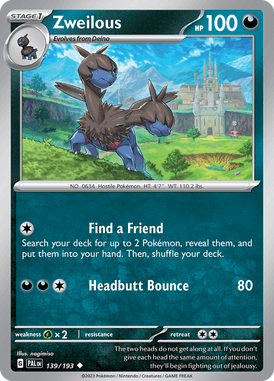 STAGE 1 Zweilous HP 100
Evolves from Deino
NO. 0634 Hostile Pokémon HT: 4'7" WT: 110.2 lbs.
Find a Friend
Search your deck for up to 2 Pokémon, reveal them, and
put them into your hand. Then, shuffle your deck.
Headbutt Bounce 80
weakness ×2 resistance retreat
Illus. nagimiso
G PAL EN 139/193
The two heads do not get along at all. If you don't
give each head the same amount of attention,
they'll begin fighting out of jealousy.
©2023 Pokémon / Nintendo / Creatures / GAME FREAK